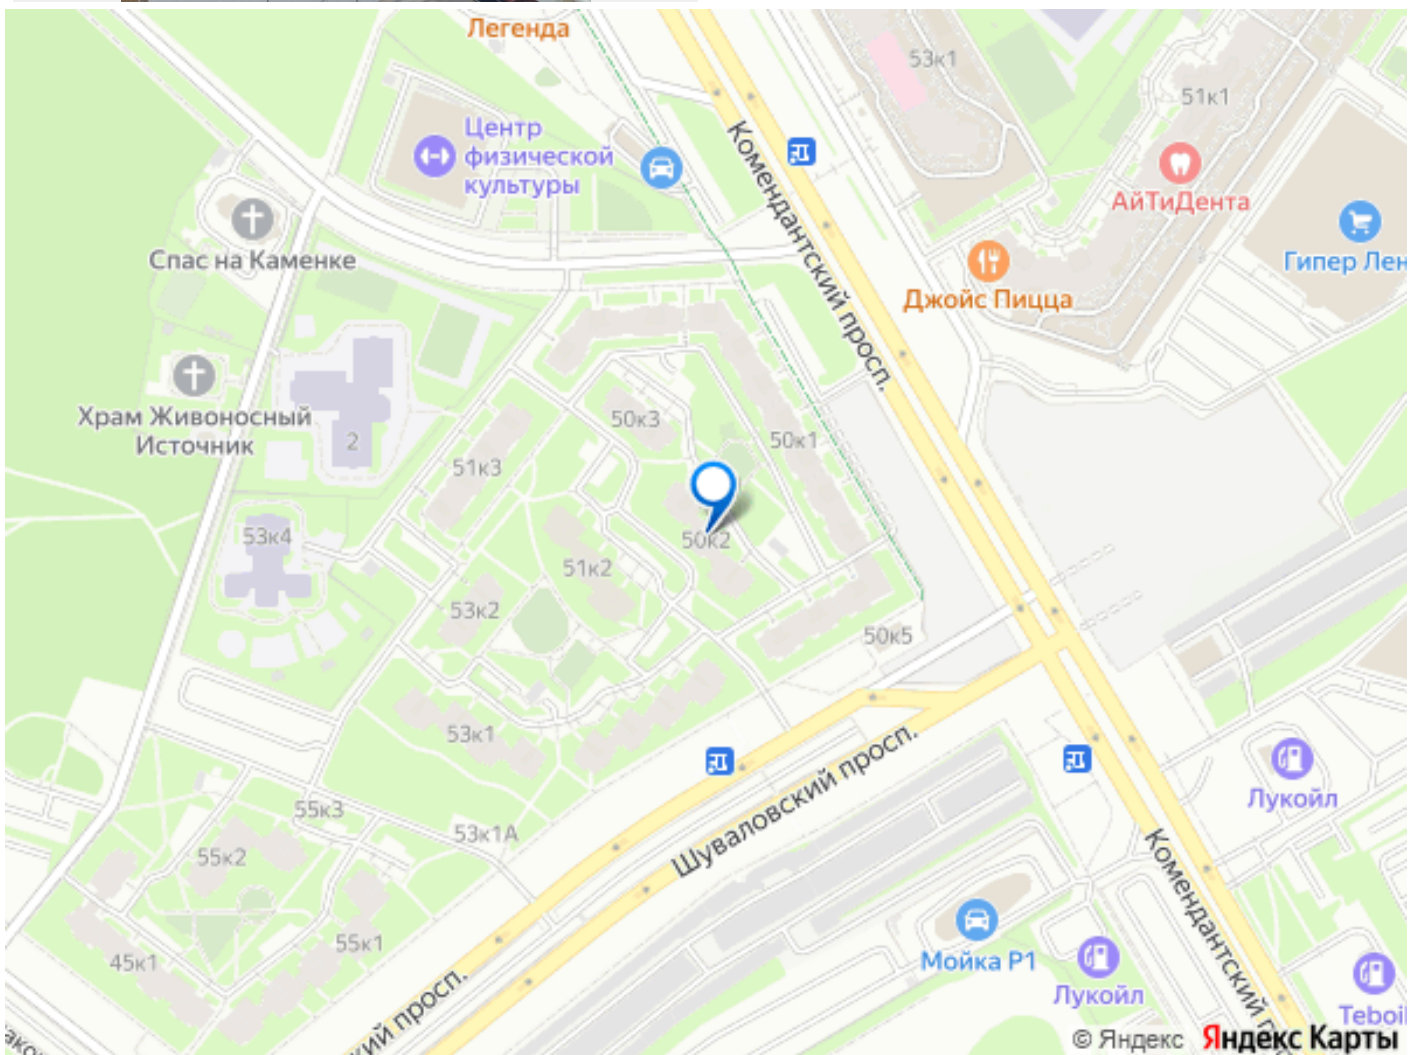 Легенда
53к1
51к1
Центр
физической
культуры
Комендантский просп.
АйТиДента
Спас на Каменке
Гипер Лен
Джойс Пицца
Храм Живоносный
Источник
2
50к3
50к1
51к3
53к4
50к2
51к2
53к2
50к5
53к1
Шуваловский просп.
Лукойл
55к3
53к1А
55к2
Комендантский п
55к1
45к1
Мойка Р1
Лукойл
кий просп.
Teboil
© Яндекс Яндекс Карты